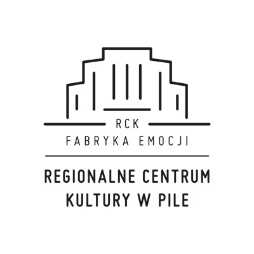 RCK
FABRYKA EMOCJI
REGIONALNE CENTRUM
KULTURY W PILE